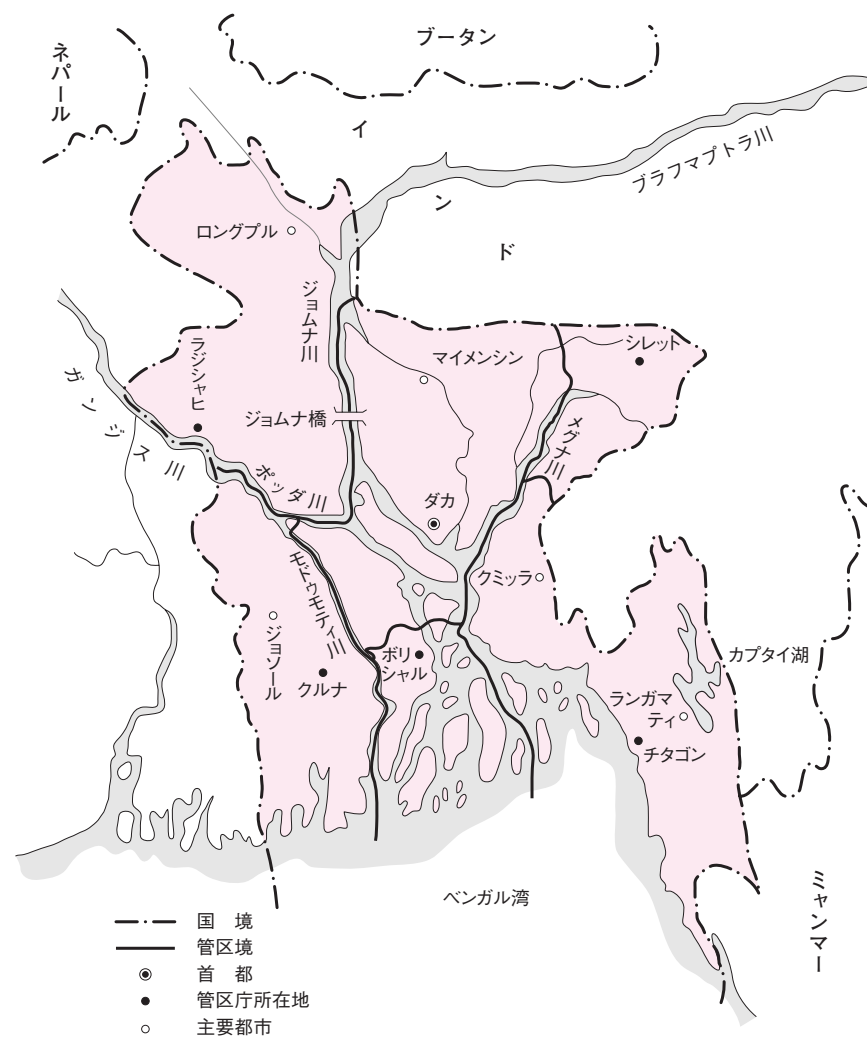 ネパール
ブータン
インド
ブラフマプトラ川
ロングプル
ジョムナ川
マイメンシン
シレット
ラジシャヒ
ガンジス川
ジョムナ橋
メグナ川
ポッダ川
ダカ
クミッラ
モドゥモティ川
ジョソール
クルナ
ボリ
シャル
カプタイ湖
ランガマ
ティ
チタゴン
ベンガル湾
ミャンマー
国 境
管区境
首 都
管区庁所在地
主要都市